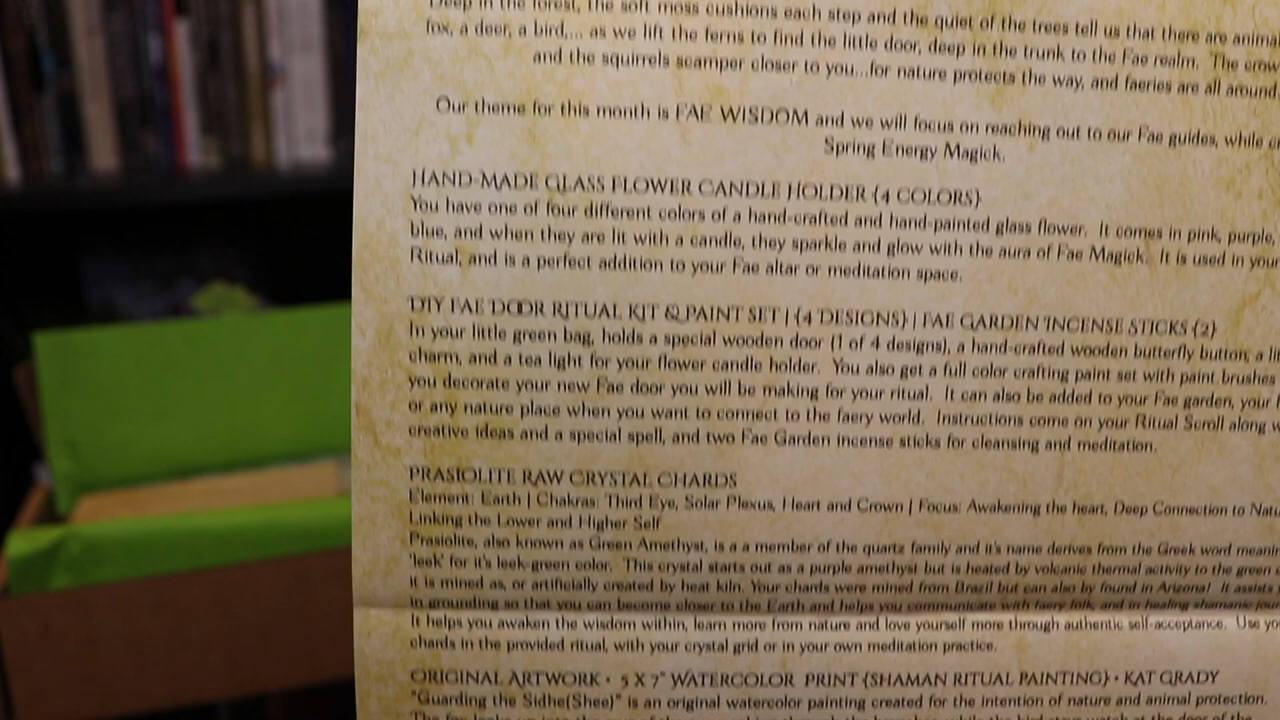 Deep in the forest, the soft moss cushions each step and the quiet of the trees tell us that there are
fox, a deer, a bird,... as we lift the ferns to find the little door, deep in the trunk to the Fae realm. The crow
and the squirrels scamper closer to you...for nature protects the way, and faeries are all around
Our theme for this month is FAE WISDOM and we will focus on reaching out to our Fae guides, while
Spring Energy Magick.
HAND-MADE GLASS FLOWER CANDLE HOLDER {4 COLORS}
You have one of four different colors of a hand-crafted and hand-painted glass flower. It comes in pink, purple,
blue, and when they are lit with a candle, they sparkle and glow with the aura of Fae Magick. It is used in your
Ritual, and is a perfect addition to your Fae altar or meditation space.
DIY FAE DOOR RITUAL KIT & PAINT SET | {4 DESIGNS} | FAE GARDEN INCENSE STICKS {2}
In your little green bag, holds a special wooden door (1 of 4 designs), a hand-crafted wooden butterfly button, a
charm, and a tea light for your flower candle holder. You also get a full color crafting paint set with paint brushes
you decorate your new Fae door you will be making for your ritual. It can also be added to your Fae garden, your
or any nature place when you want to connect to the faery world. Instructions come on your Ritual Scroll along
creative ideas and a special spell, and two Fae Garden incense sticks for cleansing and meditation.
PRASIOLITE RAW CRYSTAL CHARDS
Element: Earth | Chakras: Third Eye, Solar Plexus, Heart and Crown | Focus: Awakening the heart, Deep Connection to
Linking the Lower and Higher Self
Prasiolite, also known as Green Amethyst, is a a member of the quartz family and it's name derives from the Greek word
'leek' for it's leek-green color. This crystal starts out as a purple amethyst but is heated by volcanic thermal activity to the green
it is mined as, or artificially created by heat kiln. Your chards were mined from Brazil but can also by found in Arizona! It assists
in grounding so that you can become closer to the Earth and helps you communicate with faery folk, and in healing shamanic
It helps you awaken the wisdom within, learn more from nature and love yourself more through authentic self-acceptance. Use
chards in the provided ritual, with your crystal grid or in your own meditation practice.
ORIGINAL ARTWORK • 5 X 7" WATERCOLOR PRINT {SHAMAN RITUAL PAINTING} • KAT GRADY
"Guarding the Sidhe(Shee)" is an original watercolor painting created for the intention of nature and animal protection.